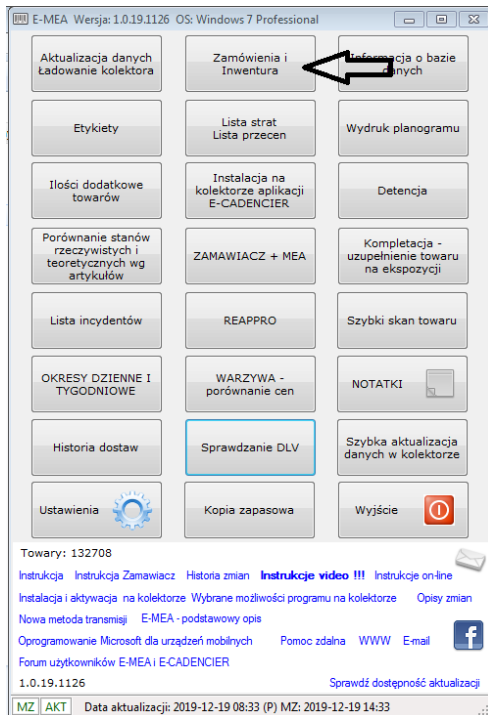 E-MEA Wersja: 1.0.19.1126 OS: Windows 7 Professional
Aktualizacja danych
Ładowanie kolektora
Zamówienia i
Inwentura
Informacja o bazie
danych
Etykiety
Lista strat
Lista przecen
Wydruk planogramu
Ilości dodatkowe
towarów
Instalacja na
kolektorze aplikacji
E-CADENCIER
Detencja
Porównanie stanów
rzeczywistych i
teoretycznych wg
artykułów
ZAMAWIACZ + MEA
Kompletacja -
uzupełnienie towaru
na ekspozycji
Lista incydentów
REAPPRO
Szybki skan towaru
OKRESY DZIENNE I
TYGODNIOWE
WARZYWA -
porównanie cen
NOTATKI
Historia dostaw
Sprawdzanie DLV
Szybka aktualizacja
danych w kolektorze
Ustawienia
Kopia zapasowa
Wyjście
Towary: 132708
Instrukcja Instrukcja Zamawiacz Historia zmian Instrukcje video !!! Instrukcje on-line
Instalacja i aktywacja na kolektorze Wybrane możliwości programu na kolektorze Opisy zmian
Nowa metoda transmisji E-MEA - podstawowy opis
Oprogramowanie Microsoft dla urządzeń mobilnych Pomoc zdalna WWW E-mail
Forum użytkowników E-MEA i E-CADENCIER
1.0.19.1126 Sprawdź dostępność aktualizacji
MZ AKT Data aktualizacji: 2019-12-19 08:33 (P) MZ: 2019-12-19 14:33